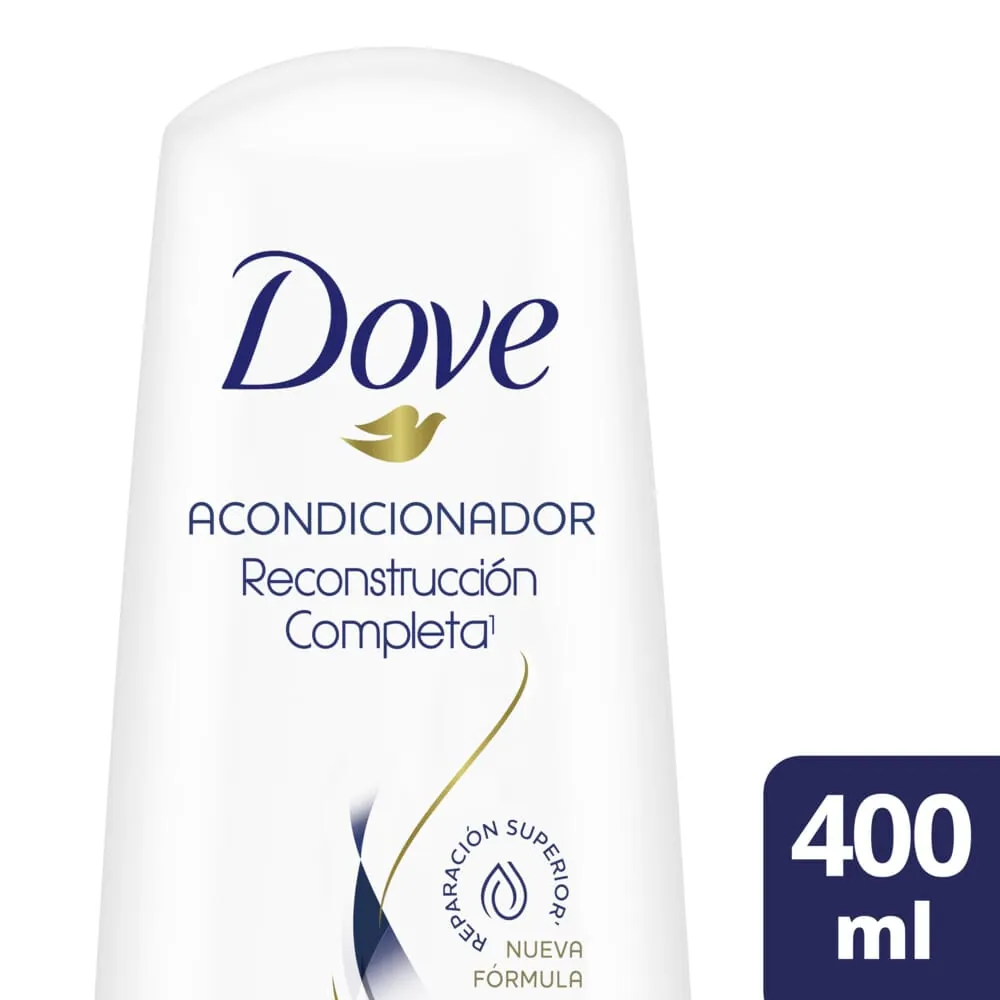 Dove
ACONDICIONADOR
Reconstrucción
Completa¹
REPARACIÓN SUPERIOR
NUEVA
FÓRMULA
400
ml